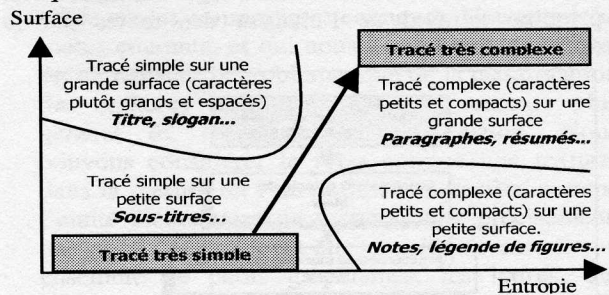 Surface
Tracé simple sur une
grande surface (caractères
plutôt grands et espacés)
Titre, slogan...
Tracé très complexe
Tracé complexe (caractères
petits et compacts) sur une
grande surface
Paragraphes, résumés...
Tracé simple sur une
petite surface
Sous-titres...
Tracé complexe (caractères
petits et compacts) sur une
petite surface.
Notes, légende de figures...
Tracé très simple
Entropie